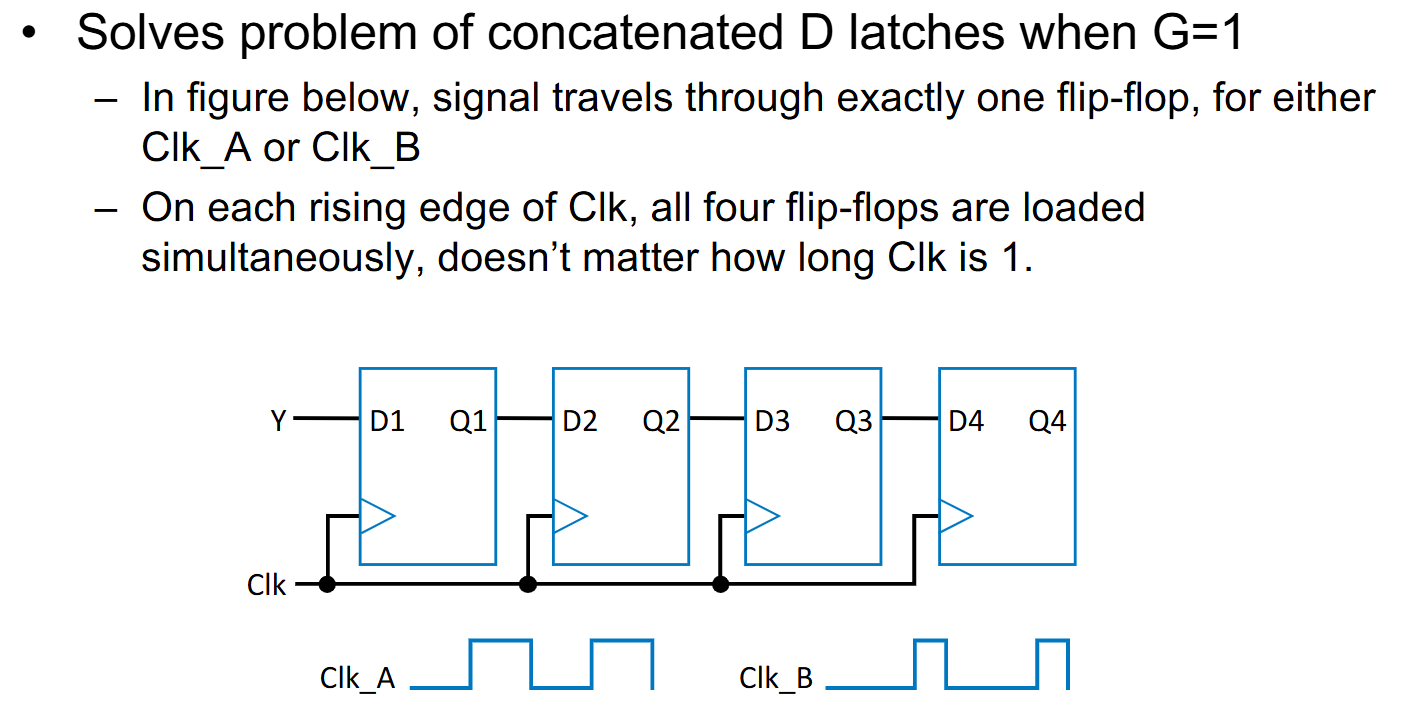 • Solves problem of concatenated D latches when G=1
– In figure below, signal travels through exactly one flip-flop, for either
Clk_A or Clk_B
– On each rising edge of Clk, all four flip-flops are loaded
simultaneously, doesn’t matter how long Clk is 1.
Y D1 Q1 D2 Q2 D3 Q3 D4 Q4
Clk
Clk_A Clk_B